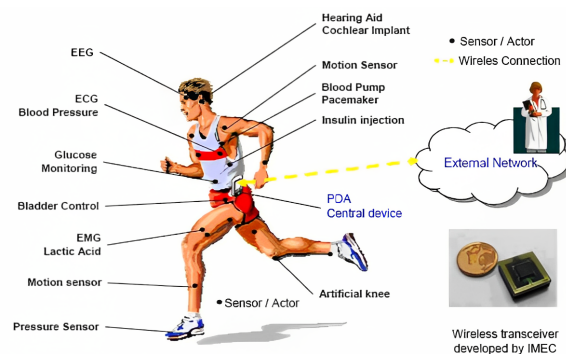 Hearing Aid
Cochlear Implant
EEG
Sensor / Actor
Wireles Connection
Motion Sensor
ECG
Blood Pressure
Blood Pump
Pacemaker
Insulin injection
Glucose
Monitoring
External Network
Bladder Control
PDA
Central device
EMG
Lactic Acid
Motion sensor
Sensor / Actor
Artificial knee
Pressure Sensor
Wireless transceiver
developed by IMEC